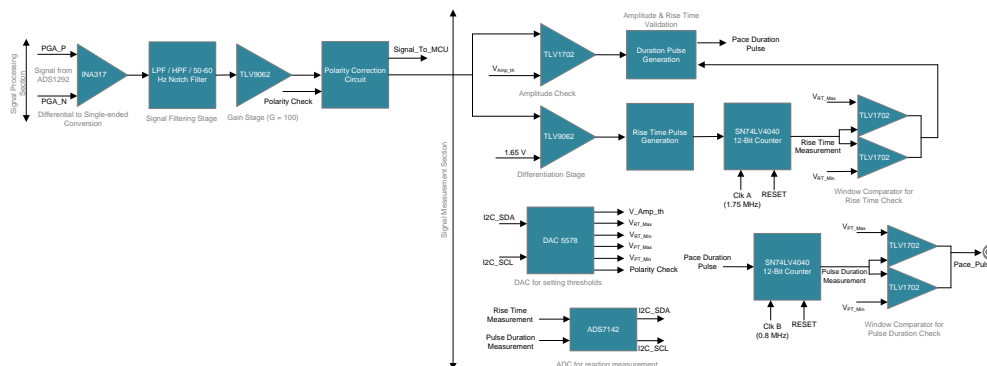 Signal Processing
Section
PGA_P
Signal from
ADS1292
PGA_N
INA317
Differential to Single-ended
Conversion
LPF / HPF / 50-60
Hz Notch Filter
Signal Filtering Stage
TLV9062
Gain Stage (G = 100)
Polarity Check
Polarity Correction
Circuit
Signal_To_MCU
Signal Measurement Section
Amplitude & Rise Time
Validation
TLV1702
V_Amp_th
Amplitude Check
Duration Pulse
Generation
Pace Duration
Pulse
TLV9062
1.65 V
Differentiation Stage
Rise Time Pulse
Generation
SN74LV4040
12-Bit Counter
Clk A
(1.75 MHz)
RESET
Rise Time
Measurement
V_RT_Max
TLV1702
TLV1702
V_RT_Min
Window Comparator for
Rise Time Check
I2C_SDA
I2C_SCL
DAC 5578
V_Amp_th
V_RT_Max
V_RT_Min
V_PT_Max
V_PT_Min
Polarity Check
DAC for setting thresholds
Pace Duration
Pulse
SN74LV4040
12-Bit Counter
Clk B
(0.8 MHz)
RESET
Pulse Duration
Measurement
V_PT_Max
TLV1702
TLV1702
V_PT_Min
Pace_Puls
Window Comparator for
Pulse Duration Check
Rise Time
Measurement
Pulse Duration
Measurement
ADS7142
I2C_SDA
I2C_SCL
ADC for reading measurement